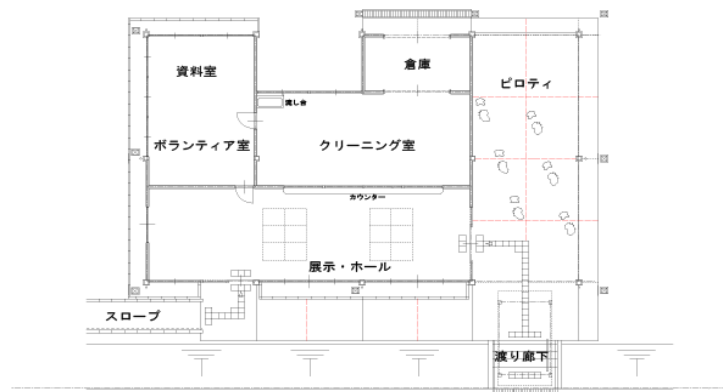 倉庫
資料室
ピロティ
流し台
ボランティア室
クリーニング室
カウンター
展示・ホール
スロープ
渡り廊下